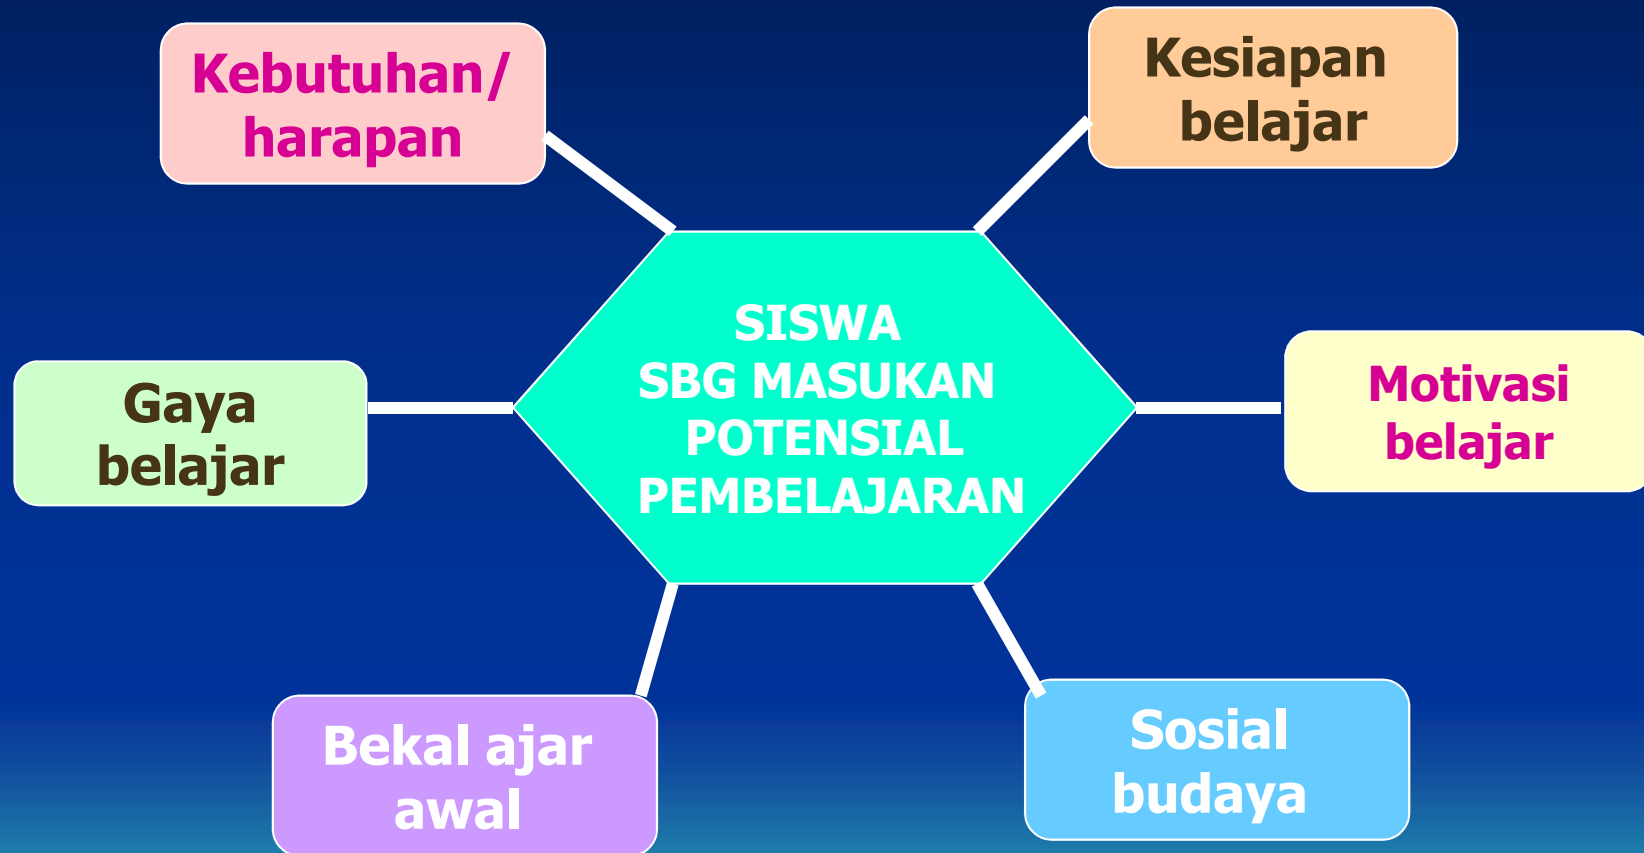 Kebutuhan/
harapan
Kesiapan
belajar
SISWA
SBG MASUKAN
POTENSIAL
PEMBELAJARAN
Gaya
belajar
Motivasi
belajar
Bekal ajar
awal
Sosial
budaya